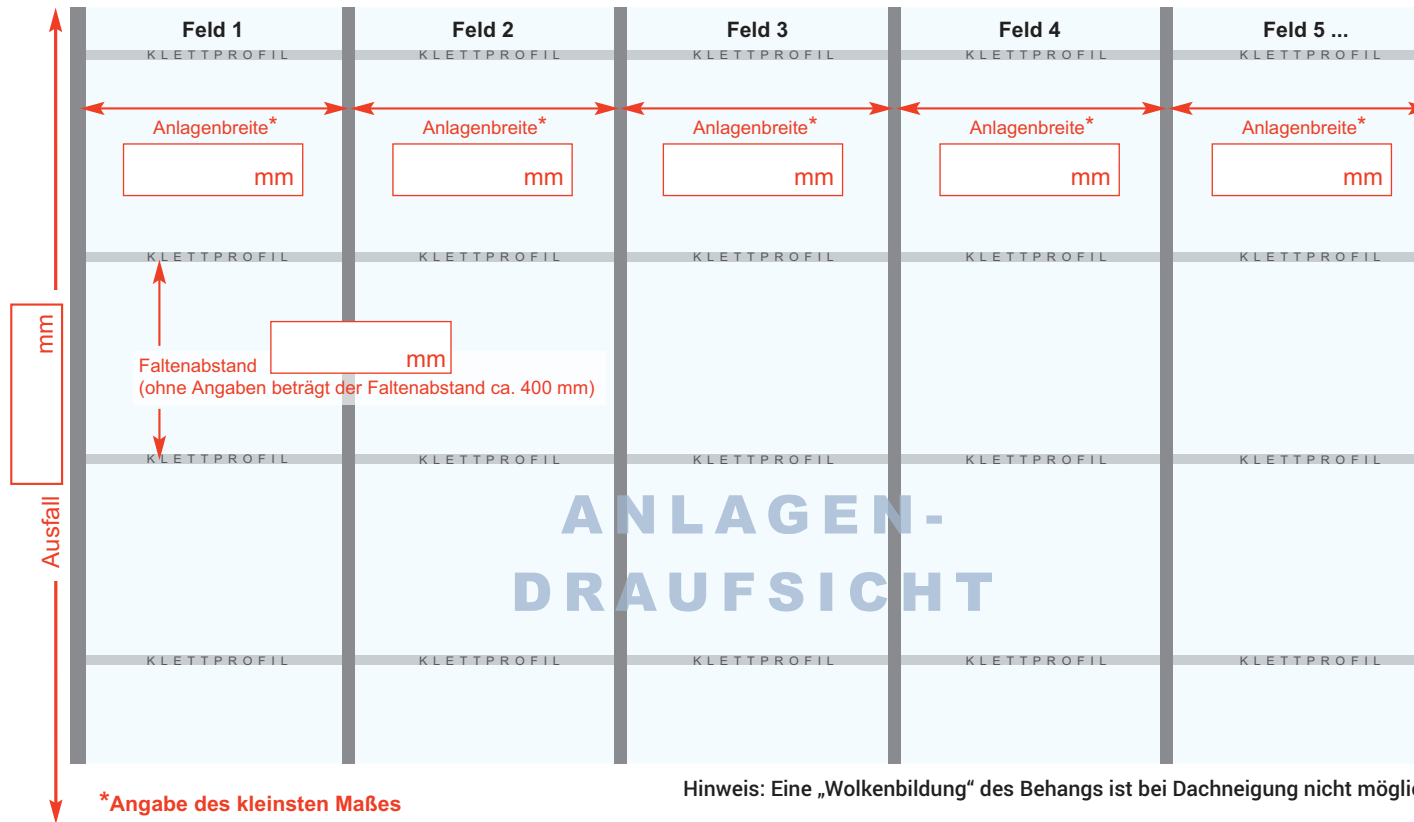 Feld 1 Feld 2 Feld 3 Feld 4 Feld 5 ...
KLETTPROFIL KLETTPROFIL KLETTPROFIL KLETTPROFIL KLETTPROFIL
Anlagenbreite* Anlagenbreite* Anlagenbreite* Anlagenbreite* Anlagenbreite*
mm mm mm mm mm
KLETTPROFIL KLETTPROFIL KLETTPROFIL KLETTPROFIL KLETTPROFIL
mm
Ausfall
mm
Faltenabstand
(ohne Angaben beträgt der Faltenabstand ca. 400 mm)
KLETTPROFIL KLETTPROFIL KLETTPROFIL KLETTPROFIL KLETTPROFIL
ANLAGEN-
DRAUFSICHT
KLETTPROFIL KLETTPROFIL KLETTPROFIL KLETTPROFIL KLETTPROFIL
*Angabe des kleinsten Maßes
Hinweis: Eine „Wolkenbildung“ des Behangs ist bei Dachneigung nicht